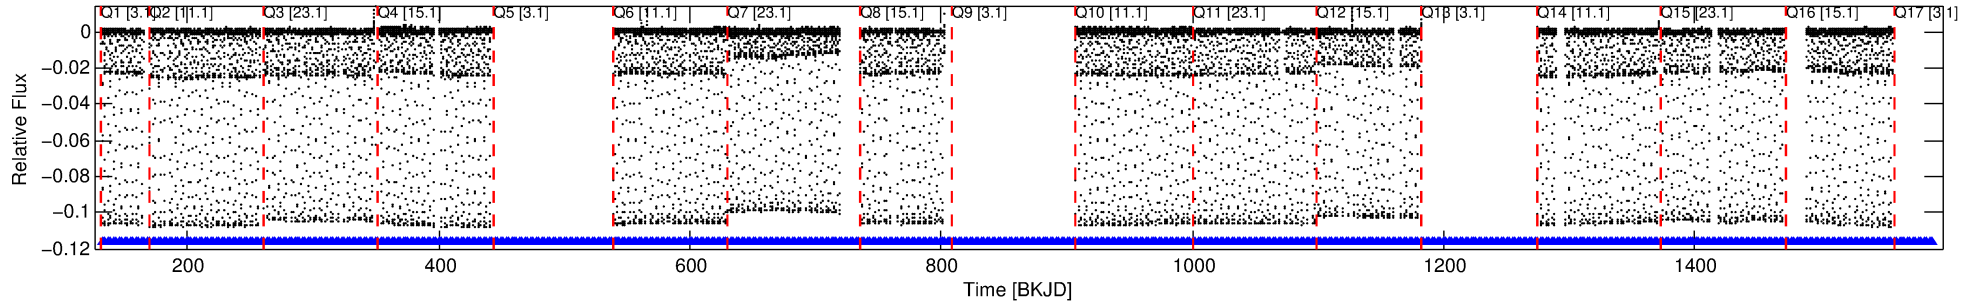 Q1 [3.1] Q2 [11.1] Q3 [23.1] Q4 [15.1] Q5 [3.1] Q6 [11.1] Q7 [23.1] Q8 [15.1] Q9 [3.1] Q10 [11.1] Q11 [23.1] Q12 [15.1] Q13 [3.1] Q14 [11.1] Q15 [23.1] Q16 [15.1] Q17 [3.1]
0
−0.02
−0.04
−0.06
−0.08
−0.1
−0.12
Relative Flux
200 400 600 800 1000 1200 1400
Time [BKJD]